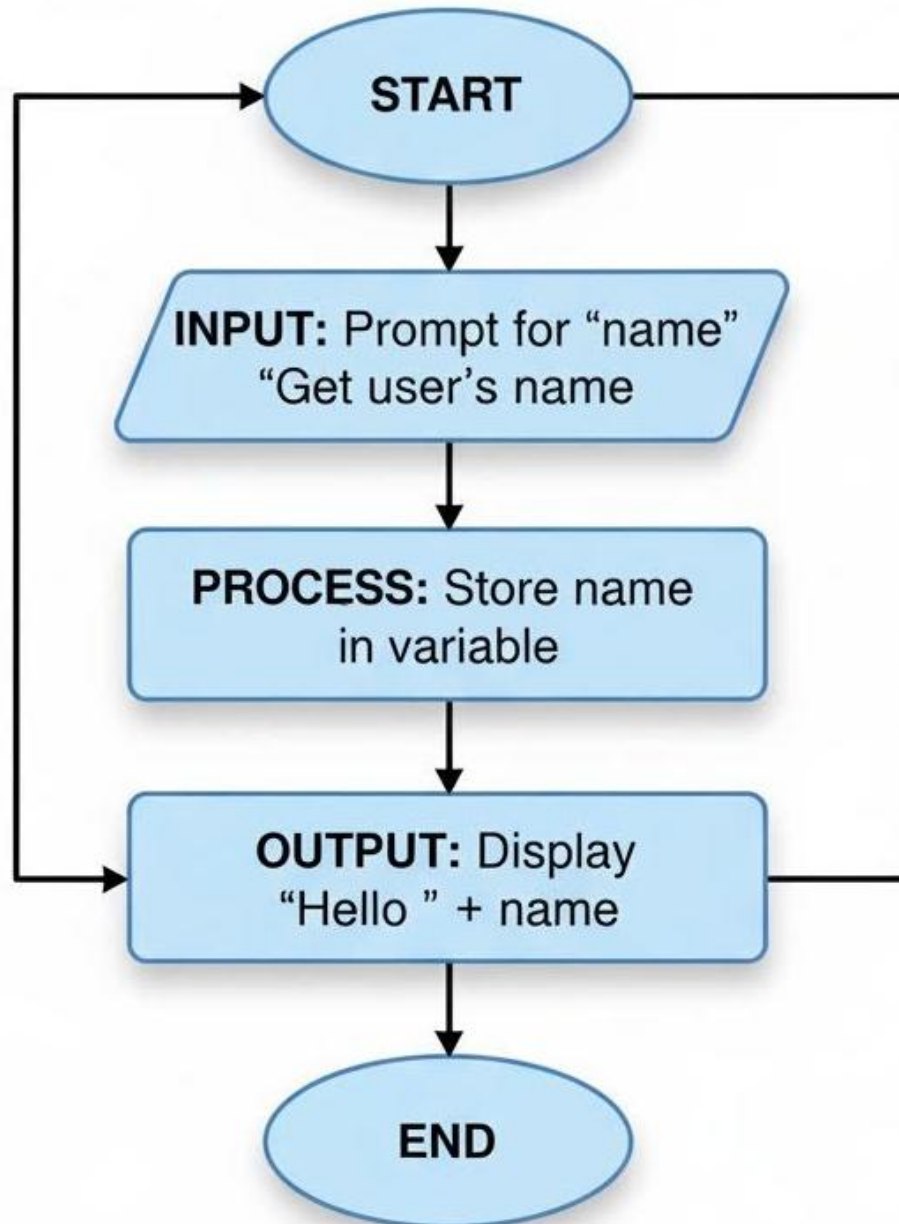 START
INPUT: Prompt for “name”
“Get user’s name
PROCESS: Store name
in variable
OUTPUT: Display
“Hello ” + name
END